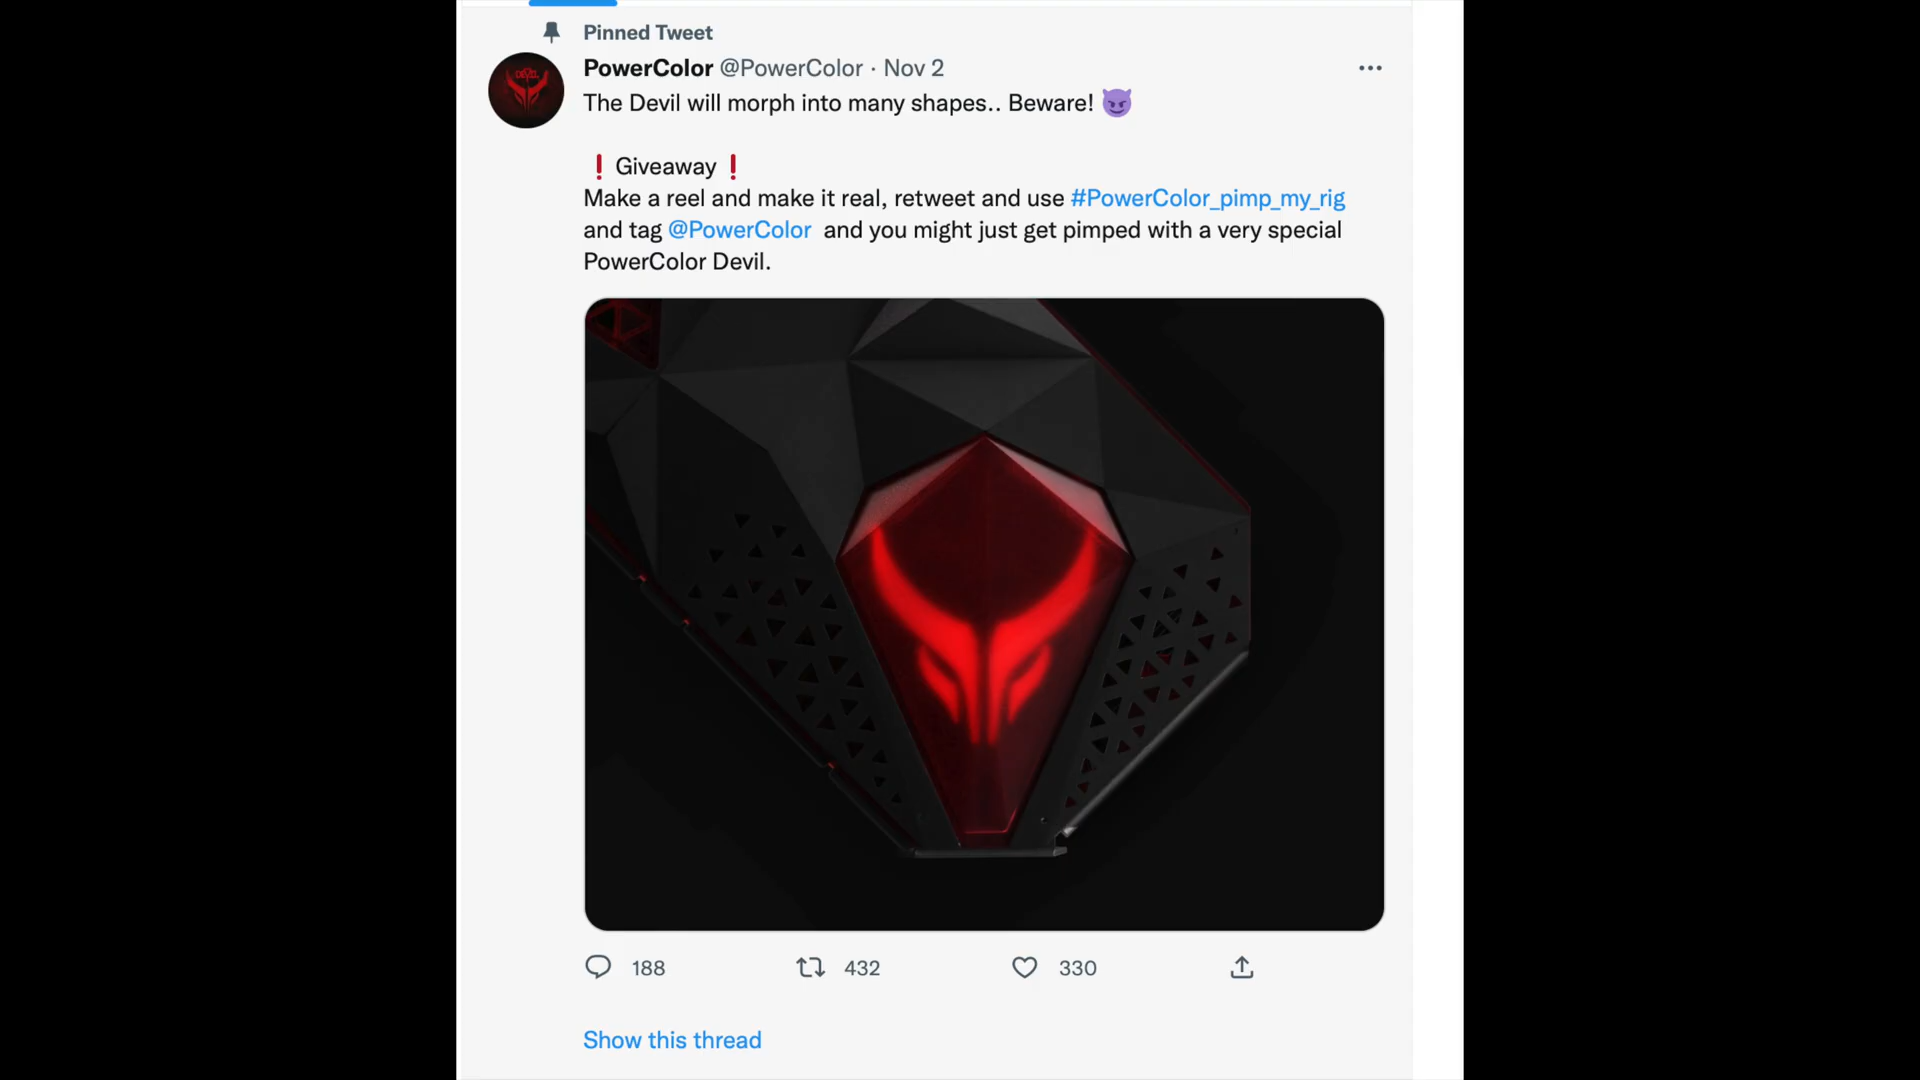 Pinned Tweet
PowerColor @PowerColor · Nov 2
The Devil will morph into many shapes.. Beware! 😈
❗ Giveaway ❗
Make a reel and make it real, retweet and use #PowerColor_pimp_my_rig
and tag @PowerColor and you might just get pimped with a very special
PowerColor Devil.
188 432 330
Show this thread